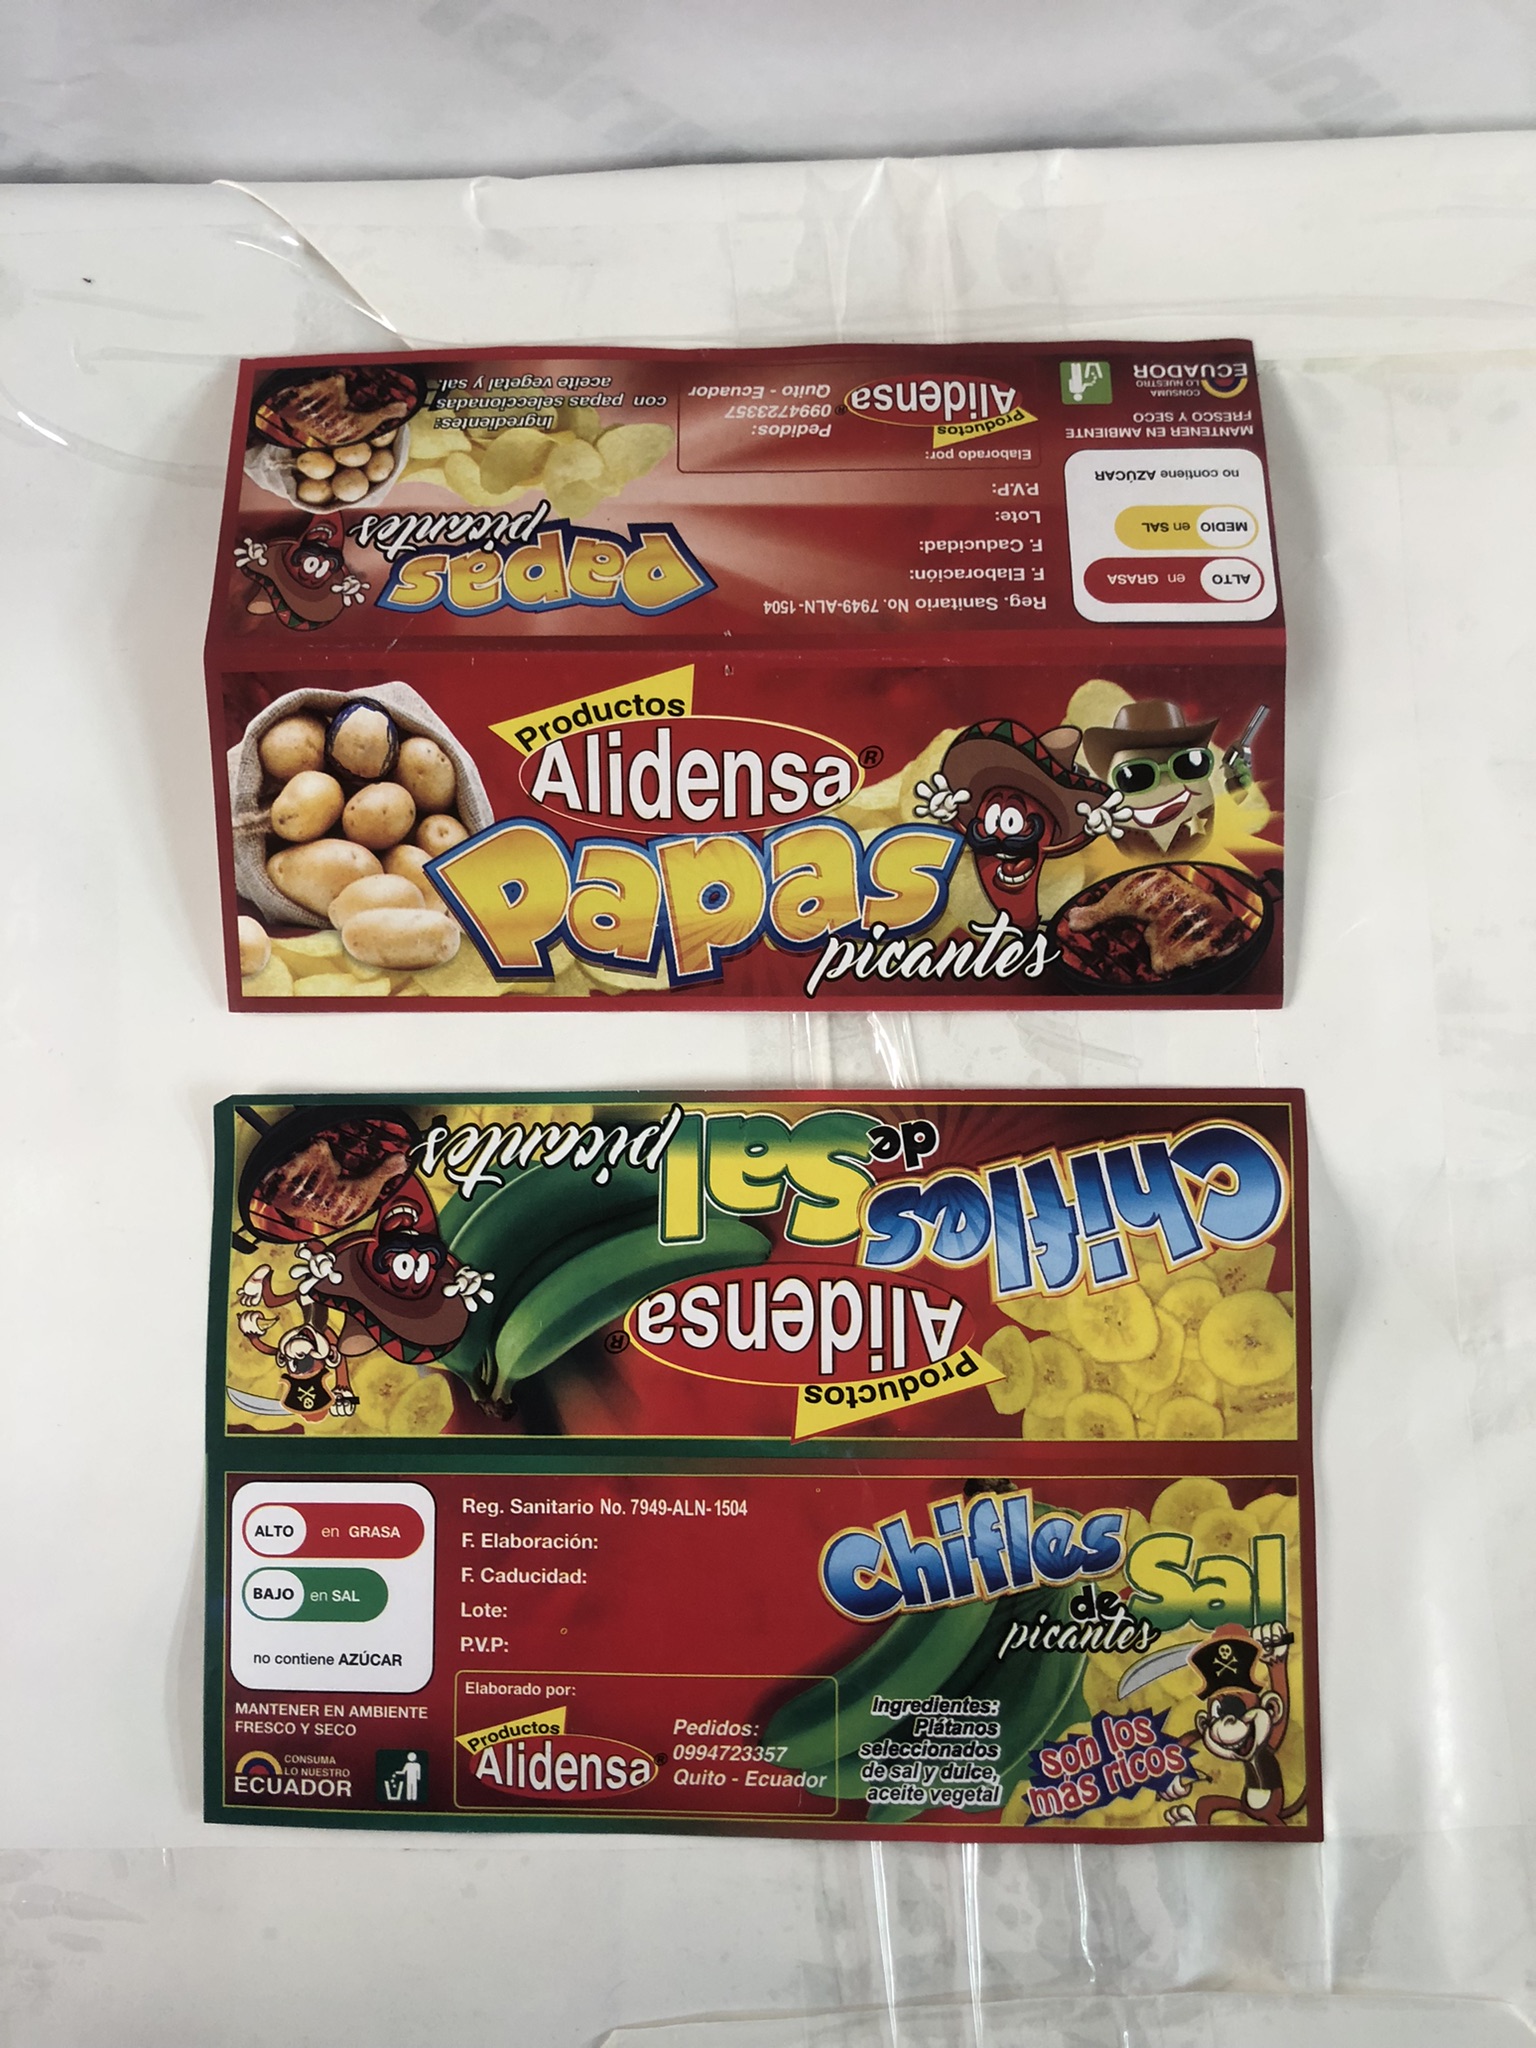 Ingredientes:
con papas seleccionadas
aceite vegetal y sal.
Papas
picantes
Reg. Sanitario No. 7949-ALN-1504
F. Elaboración:
F. Caducidad:
Lote:
P.V.P:
Elaborado por:
Productos
Alidensa®
Pedidos:
0994723357
Quito - Ecuador
ALTO en GRASA
MEDIO en SAL
no contiene AZÚCAR
MANTENER EN AMBIENTE
FRESCO Y SECO
CONSUMA
LO NUESTRO
ECUADOR
Productos
Alidensa®
Papas
picantes
Chifles
de Sal
picantes
Productos
Alidensa®
ALTO en GRASA
BAJO en SAL
no contiene AZÚCAR
MANTENER EN AMBIENTE
FRESCO Y SECO
CONSUMA
LO NUESTRO
ECUADOR
Reg. Sanitario No. 7949-ALN-1504
F. Elaboración:
F. Caducidad:
Lote:
P.V.P:
Elaborado por:
Productos
Alidensa®
Pedidos:
0994723357
Quito - Ecuador
Chifles
de Sal
picantes
Ingredientes:
Plátanos
seleccionados
de sal y dulce,
aceite vegetal
son los
más ricos